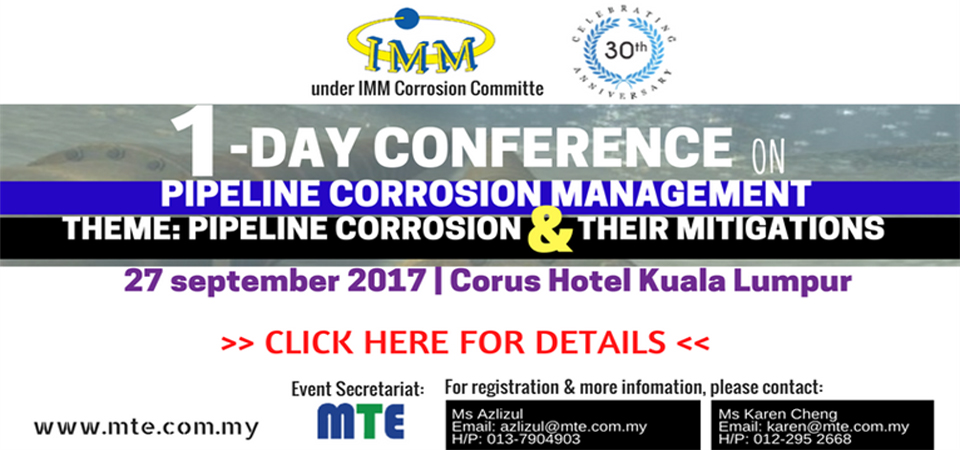 IMM
under IMM Corrosion Committe
CELEBRATING
30th
ANNIVERSARY
1-DAY CONFERENCE ON
PIPELINE CORROSION MANAGEMENT
THEME: PIPELINE CORROSION & THEIR MITIGATIONS
27 september 2017 | Corus Hotel Kuala Lumpur
>> CLICK HERE FOR DETAILS <<
www.mte.com.my
Event Secretariat:
MTE
For registration & more infomation, please contact:
Ms Azlizul
Email: azlizul@mte.com.my
H/P: 013-7904903
Ms Karen Cheng
Email: karen@mte.com.my
H/P: 012-295 2668